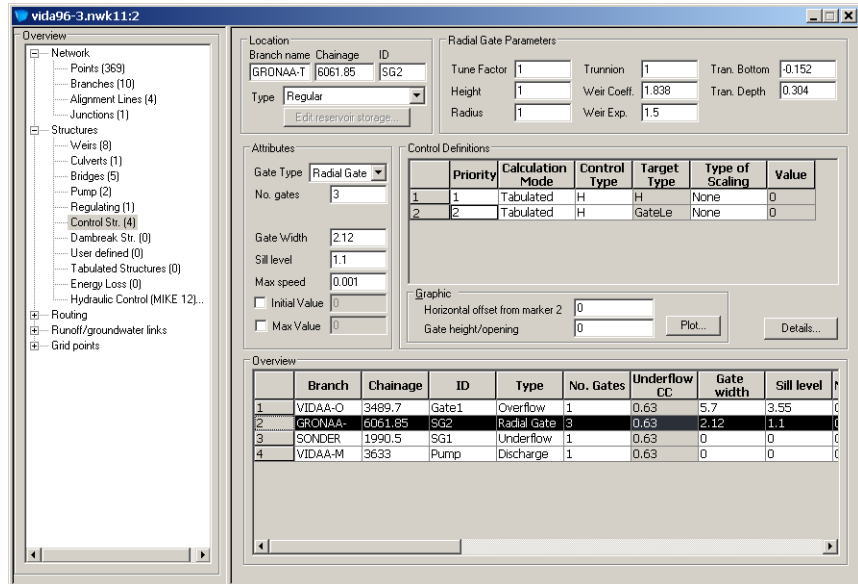 vida96-3.nwk11:2
Overview
Network
Points (369)
Branches (10)
Alignment Lines (4)
Junctions (1)
Structures
Weirs (8)
Culverts (1)
Bridges (5)
Pump (2)
Regulating (1)
Control Str. (4)
Dambreak Str. (0)
User defined (0)
Tabulated Structures (0)
Energy Loss (0)
Hydraulic Control (MIKE 12)...
Routing
Runoff/groundwater links
Grid points
Location
Branch name Chainage ID
GRONAA-T 6061.85 SG2
Type Regular
Edit reservoir storage...
Radial Gate Parameters
Tune Factor 1 Trunnion 1 Tran. Bottom -0.152
Height 1 Weir Coeff. 1.838 Tran. Depth 0.304
Radius 1 Weir Exp. 1.5
Attributes
Gate Type Radial Gate
No. gates 3
Gate Width 2.12
Sill level 1.1
Max speed 0.001
Initial Value 0
Max Value 0
Control Definitions
Priority Calculation Mode Control Type Target Type Type of Scaling Value
1 1 Tabulated H H None 0
2 2 Tabulated H GateLe None 0
Graphic
Horizontal offset from marker 2 0
Gate height/opening 0
Plot...
Details...
Overview
Branch Chainage ID Type No. Gates Underflow CC Gate width Sill level
1 VIDAA-O 3489.7 Gate1 Overflow 1 0.63 5.7 3.55
2 GRONAA- 6061.85 SG2 Radial Gate 3 0.63 2.12 1.1
3 SONDER 1990.5 SG1 Underflow 1 0.63 0 0
4 VIDAA-M 3633 Pump Discharge 1 0.63 0 0